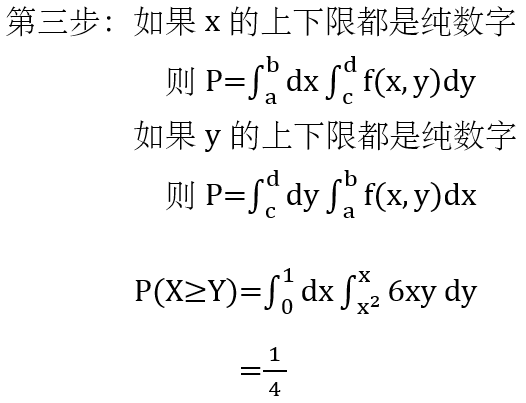 第三步：如果 x 的上下限都是纯数字
则 P=∫_a^b dx ∫_c^d f(x, y)dy
如果 y 的上下限都是纯数字
则 P=∫_c^d dy ∫_a^b f(x, y)dx
P(X≥Y)=∫_0^1 dx ∫_{x²}^x 6xy dy
=1/4